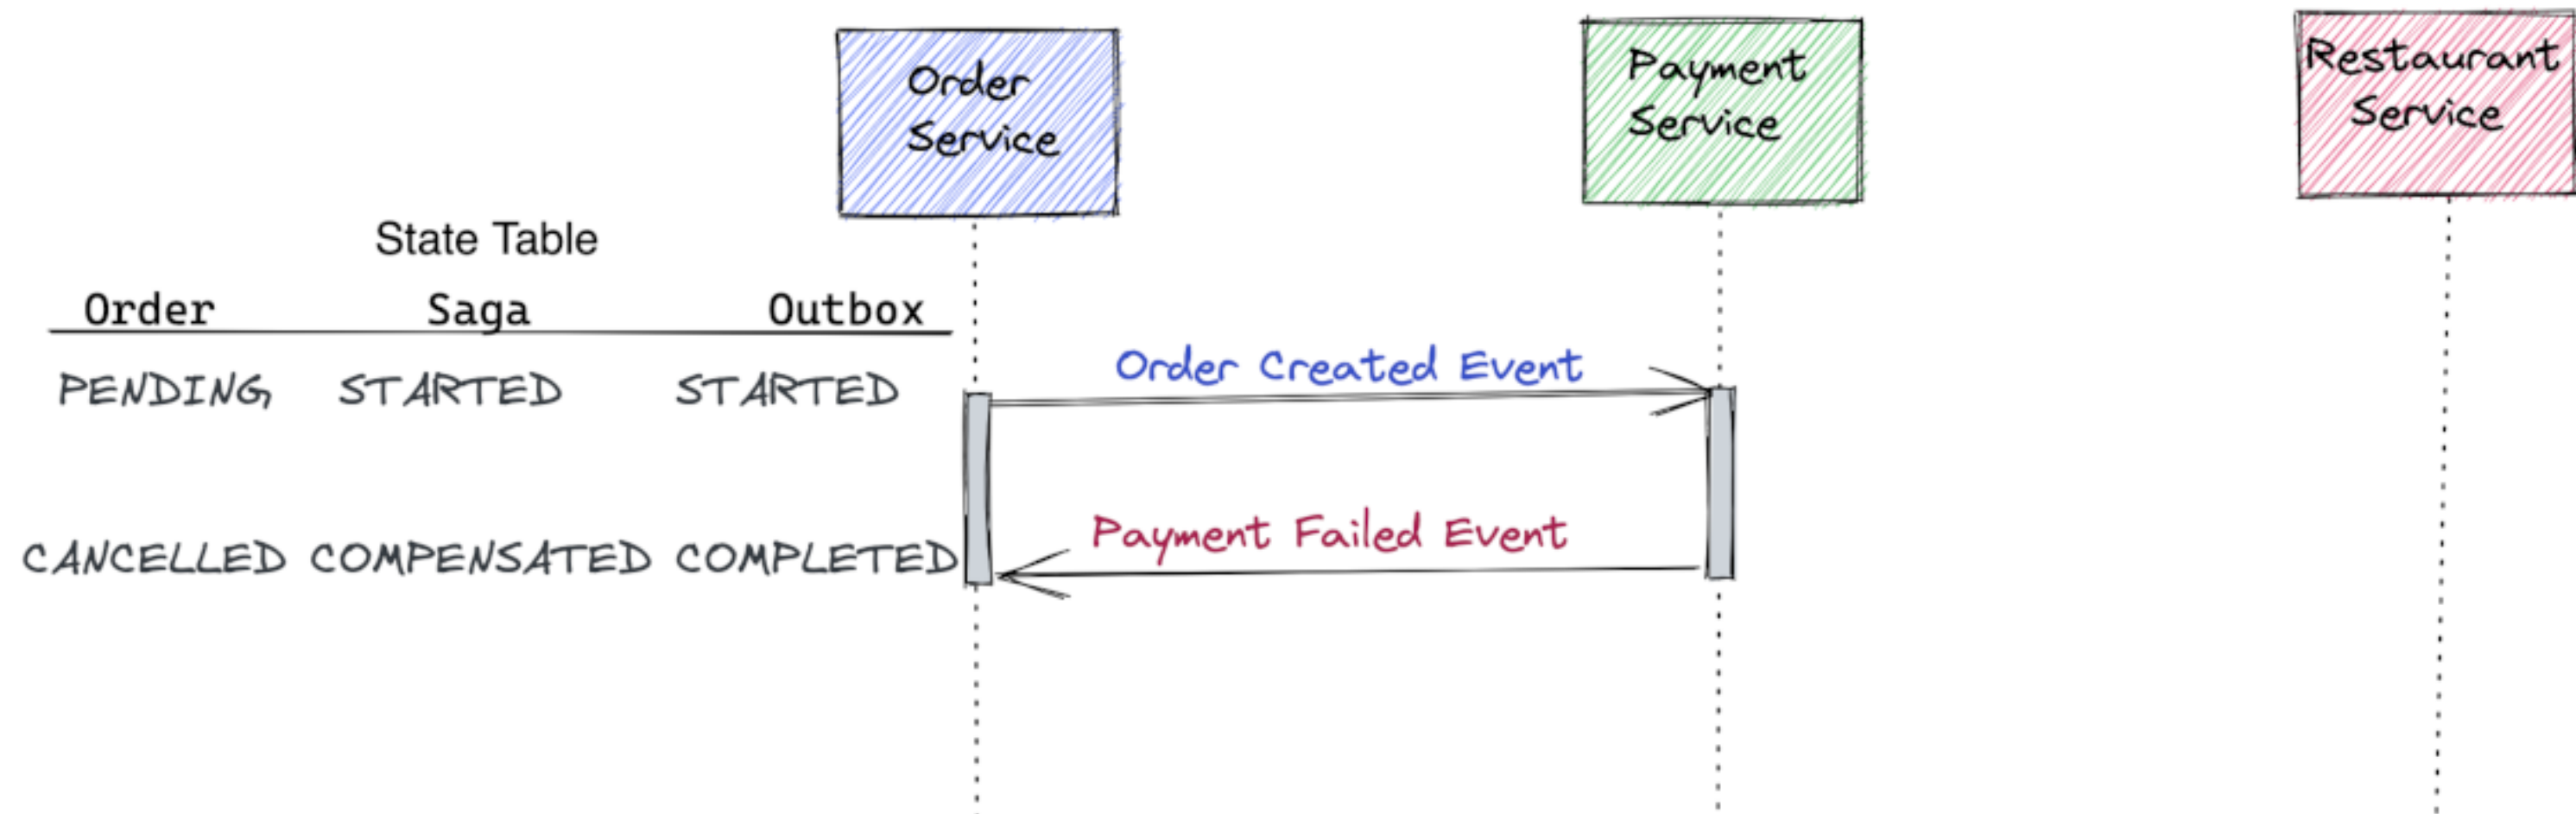 Order
Service
Payment
Service
Restaurant
Service
State Table
Order Saga Outbox
PENDING STARTED STARTED
Order Created Event
CANCELLED COMPENSATED COMPLETED
Payment Failed Event